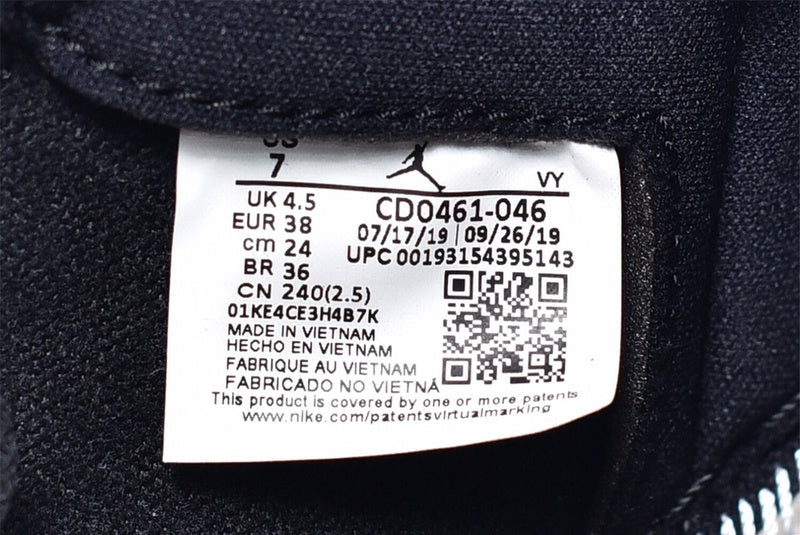 US
7
VY
UK 4.5
EUR 38
cm 24
BR 36
CN 240(2.5)
01KE4CE3H4B7K
MADE IN VIETNAM
HECHO EN VIETNAM
FABRIQUE AU VIETNAM
FABRICADO NO VIETNÃ
CD0461-046
07/17/19 | 09/26/19
UPC 00193154395143
This product is covered by one or more patents
www.nike.com/patentsvirtualmarking